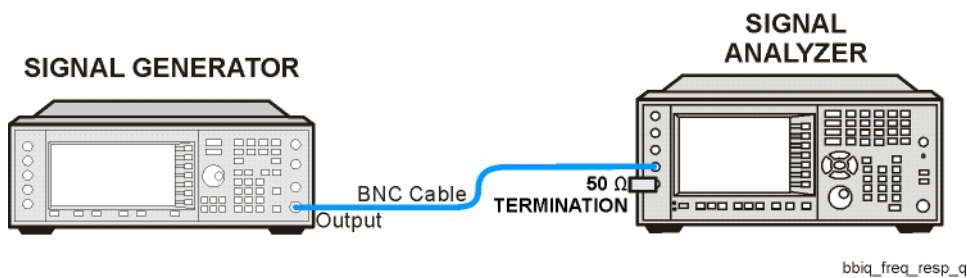 SIGNAL GENERATOR
SIGNAL
ANALYZER
BNC Cable
Output
50 Ω
TERMINATION
bbiq_freq_resp_q